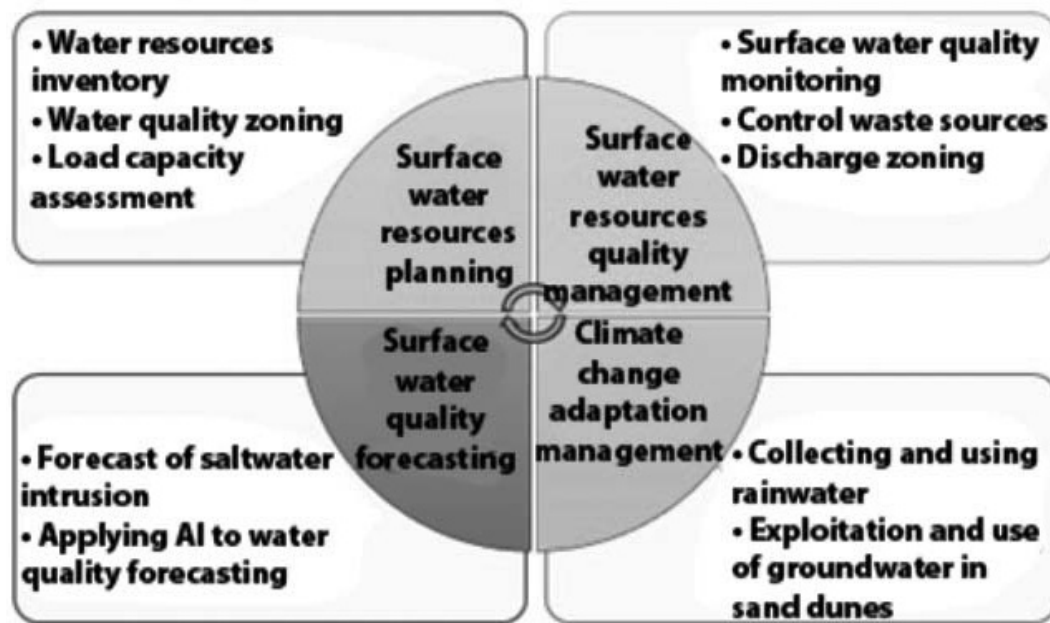 • Water resources
inventory
• Water quality zoning
• Load capacity
assessment
• Surface water quality
monitoring
• Control waste sources
• Discharge zoning
Surface
water
resources
planning
Surface
water
resources
quality
management
Surface
water
quality
forecasting
Climate
change
adaptation
management
• Forecast of saltwater
intrusion
• Applying AI to water
quality forecasting
• Collecting and using
rainwater
• Exploitation and use
of groundwater in
sand dunes